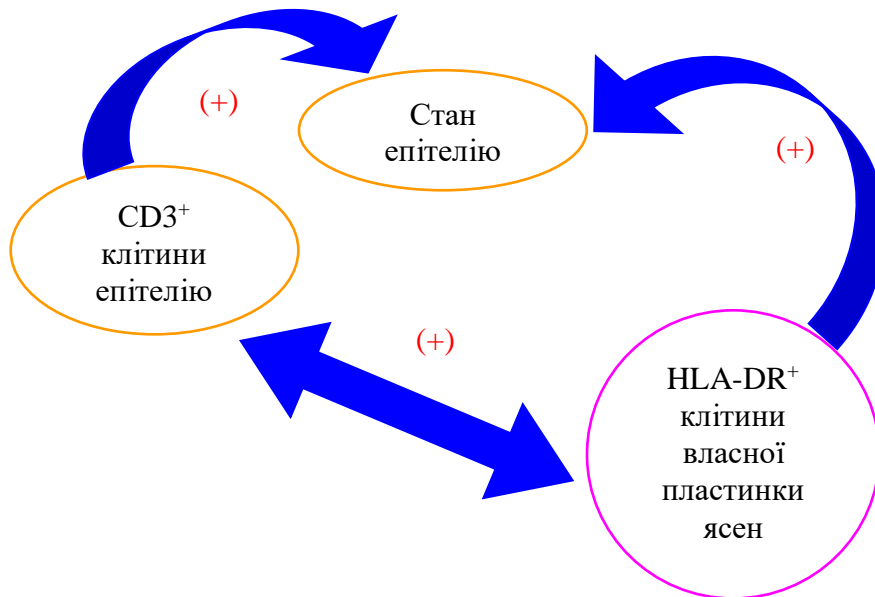 (+)
Стан
епітелію
(+)
CD3⁺
клітини
епітелію
(+)
HLA-DR⁺
клітини
власної
пластинки
ясен